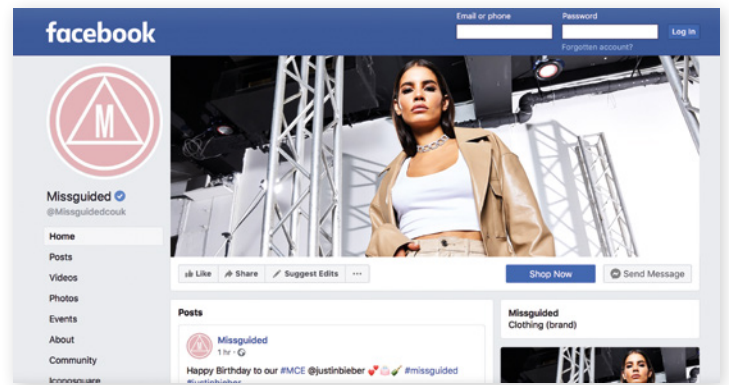 Email or phone
Password
facebook
Log In
Forgotten account?
M
Missguided
@Missguidedcouk
Home
Posts
Videos
Photos
Events
About
Community
Iconosquare
Like Share Suggest Edits ...
Shop Now
Send Message
Posts
Missguided
1 hr ·
Happy Birthday to our #MCE @justinbieber 💕🎂🎸 #missguided
#justinbieber
Missguided
Clothing (brand)